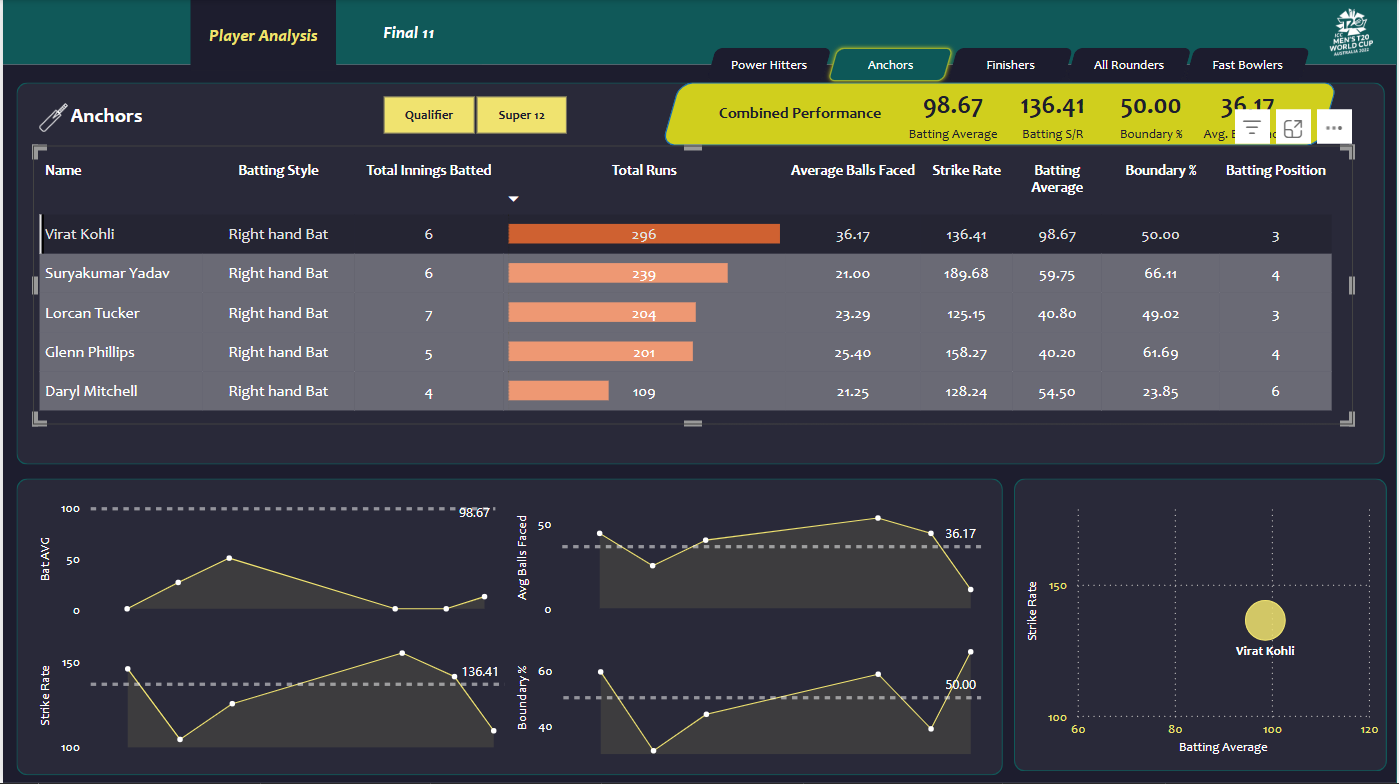 Player Analysis
Final 11
ICC
MEN'S T20
WORLD CUP
AUSTRALIA 2022
Power Hitters
Anchors
Finishers
All Rounders
Fast Bowlers
Anchors
Qualifier
Super 12
Combined Performance
98.67
Batting Average
136.41
Batting S/R
50.00
Boundary %
36.17
Avg.
Name
Batting Style
Total Innings Batted
Total Runs
Average Balls Faced
Strike Rate
Batting
Average
Boundary %
Batting Position
Virat Kohli Right hand Bat 6 296 36.17 136.41 98.67 50.00 3
Suryakumar Yadav Right hand Bat 6 239 21.00 189.68 59.75 66.11 4
Lorcan Tucker Right hand Bat 7 204 23.29 125.15 40.80 49.02 3
Glenn Phillips Right hand Bat 5 201 25.40 158.27 40.20 61.69 4
Daryl Mitchell Right hand Bat 4 109 21.25 128.24 54.50 23.85 6
Bat AVG
100
50
0
98.67
Avg Balls Faced
50
0
36.17
Strike Rate
150
100
136.41
Boundary %
60
40
50.00
Strike Rate
150
100
Virat Kohli
60 80 100 120
Batting Average